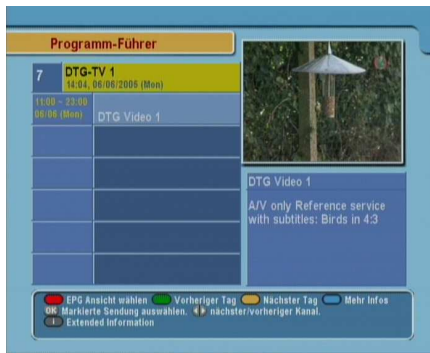 Programm-Führer
7 DTG-TV 1
14:04, 06/06/2005 (Mon)
11:00 ~ 23:00
06/06 (Mon) DTG Video 1
DTG Video 1
A/V only Reference service
with subtitles: Birds in 4:3
EPG Ansicht wählen Vorheriger Tag Nächster Tag Mehr Infos
OK Markierte Sendung auswählen. nächster/vorheriger Kanal.
i Extended Information